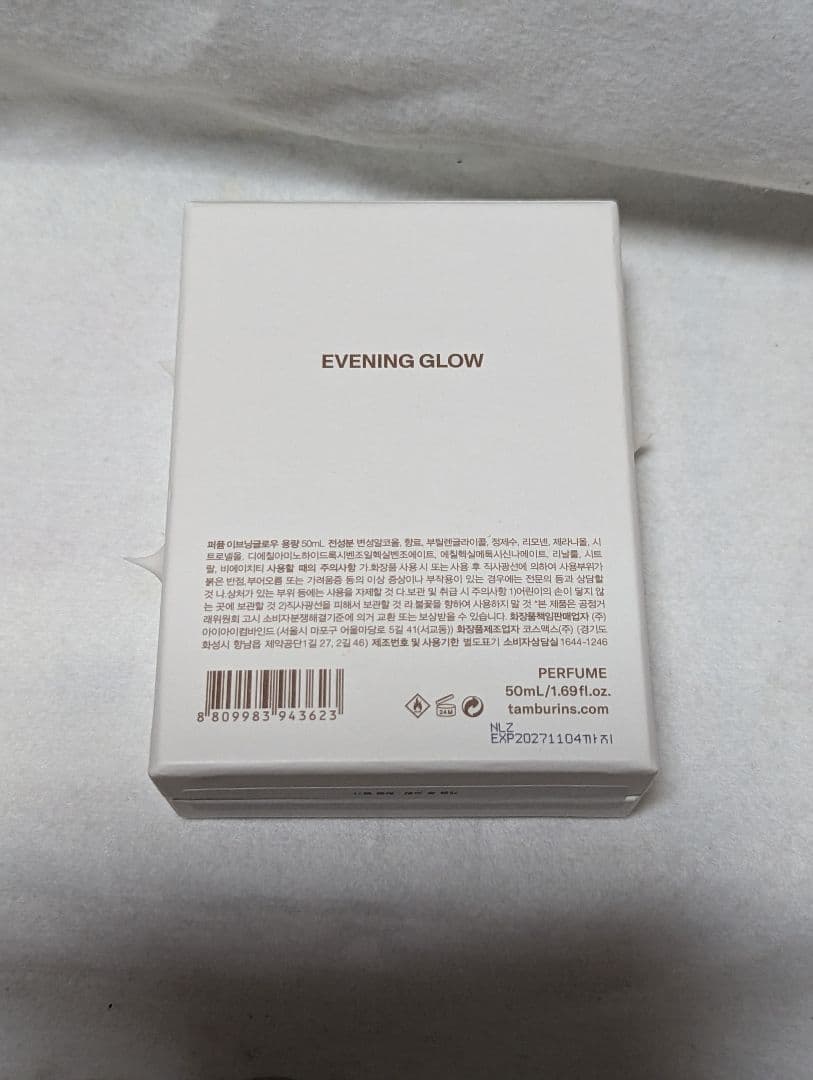 EVENING GLOW
퍼퓸 이브닝글로우 용량 50mL 전성분 변성알코올, 향료, 부틸렌글라이콜, 정제수, 리모넨, 제라니올, 시
트로넬올, 디에칠아미노하이드록시벤조일헥실벤조에이트, 에칠헥실메톡시신나메이트, 리날룰, 시트
랄, 비에이치티 사용할 때의 주의사항 가.화장품 사용 시 또는 사용 후 직사광선에 의하여 사용부위가
붉은 반점,부어오름 또는 가려움증 등의 이상 증상이나 부작용이 있는 경우에는 전문의 등과 상담할
것 나.상처가 있는 부위 등에는 사용을 자제할 것 다.보관 및 취급 시 주의사항 1)어린이의 손이 닿지 않
는 곳에 보관할 것 2)직사광선을 피해서 보관할 것 라.불꽃을 향하여 사용하지 말 것 *본 제품은 공정거
래위원회 고시 소비자분쟁해결기준에 의거 교환 또는 보상받을 수 있습니다. 화장품책임판매업자 (주)
아이아이컴바인드 (서울시 마포구 어울마당로 5길 41(서교동)) 화장품제조업자 코스맥스(주) (경기도
화성시 향남읍 제약공단1길 27, 2길 46) 제조번호 및 사용기한 별도표기 소비자상담실 1644-1246
8 809983 943623
24M
PERFUME
50mL/1.69fl.oz.
tamburins.com
NLZ
EXP20271104까지